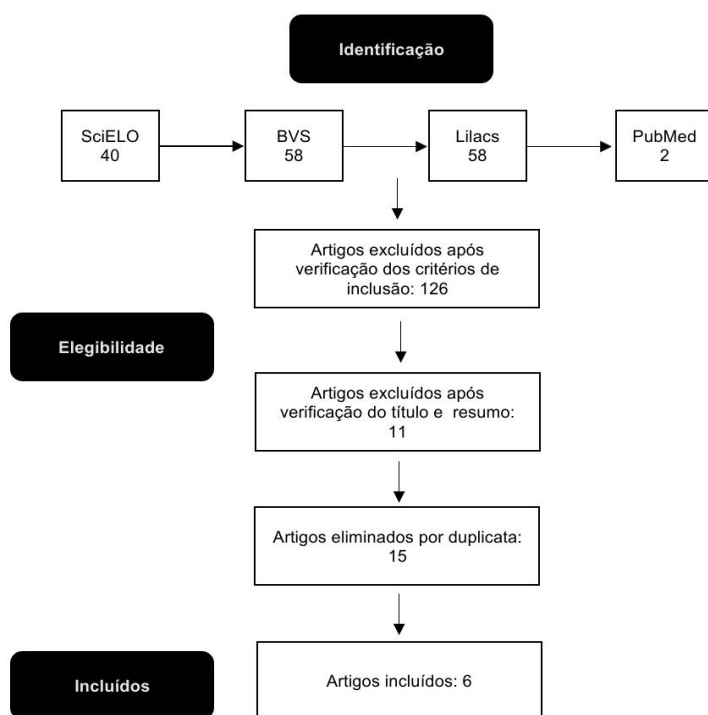 Identificação
SciELO
40
BVS
58
Lilacs
58
PubMed
2
Artigos excluídos após
verificação dos critérios de
inclusão: 126
Elegibilidade
Artigos excluídos após
verificação do título e resumo:
11
Artigos eliminados por duplicata:
15
Incluídos
Artigos incluídos: 6